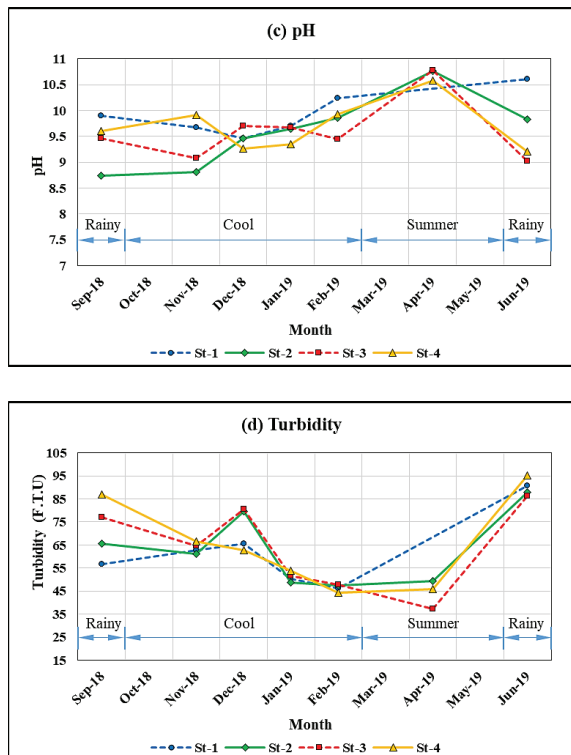 (c) pH
11
10.5
10
9.5
9
8.5
8
7.5
7
pH
Rainy Cool Summer Rainy
Sep-18 Oct-18 Nov-18 Dec-18 Jan-19 Feb-19 Mar-19 Apr-19 May-19 Jun-19
Month
St-1 St-2 St-3 St-4
(d) Turbidity
105
95
85
75
65
55
45
35
25
15
Turbidity (F.T.U)
Rainy Cool Summer Rainy
Sep-18 Oct-18 Nov-18 Dec-18 Jan-19 Feb-19 Mar-19 Apr-19 May-19 Jun-19
Month
St-1 St-2 St-3 St-4